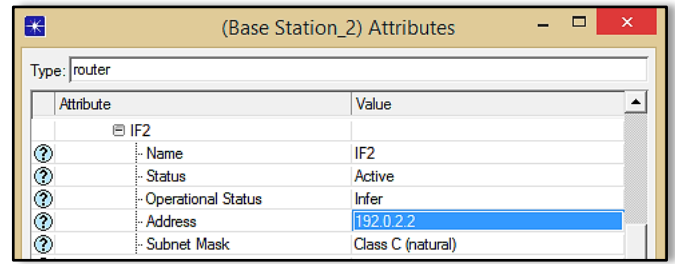 (Base Station_2) Attributes
Type: router
Attribute Value
IF2
Name IF2
Status Active
Operational Status Infer
Address 192.0.2.2
Subnet Mask Class C (natural)